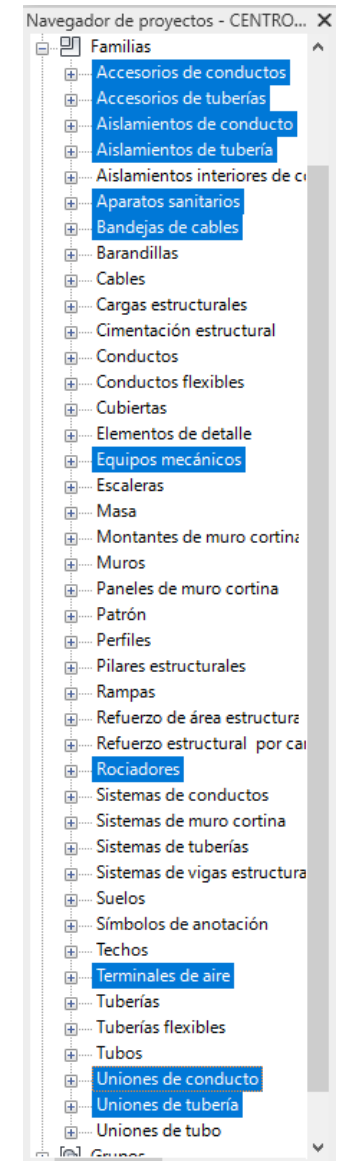 Navegador de proyectos - CENTRO...
Familias
Accesorios de conductos
Accesorios de tuberías
Aislamientos de conducto
Aislamientos de tubería
Aislamientos interiores de
Aparatos sanitarios
Bandejas de cables
Barandillas
Cables
Cargas estructurales
Cimentación estructural
Conductos
Conductos flexibles
Cubiertas
Elementos de detalle
Equipos mecánicos
Escaleras
Masa
Montantes de muro cortina
Muros
Paneles de muro cortina
Patrón
Perfiles
Pilares estructurales
Rampas
Refuerzo de área estructura
Refuerzo estructural por
Rociadores
Sistemas de conductos
Sistemas de muro cortina
Sistemas de tuberías
Sistemas de vigas estructura
Suelos
Símbolos de anotación
Techos
Terminales de aire
Tuberías
Tuberías flexibles
Tubos
Uniones de conducto
Uniones de tubería
Uniones de tubo
Grupos